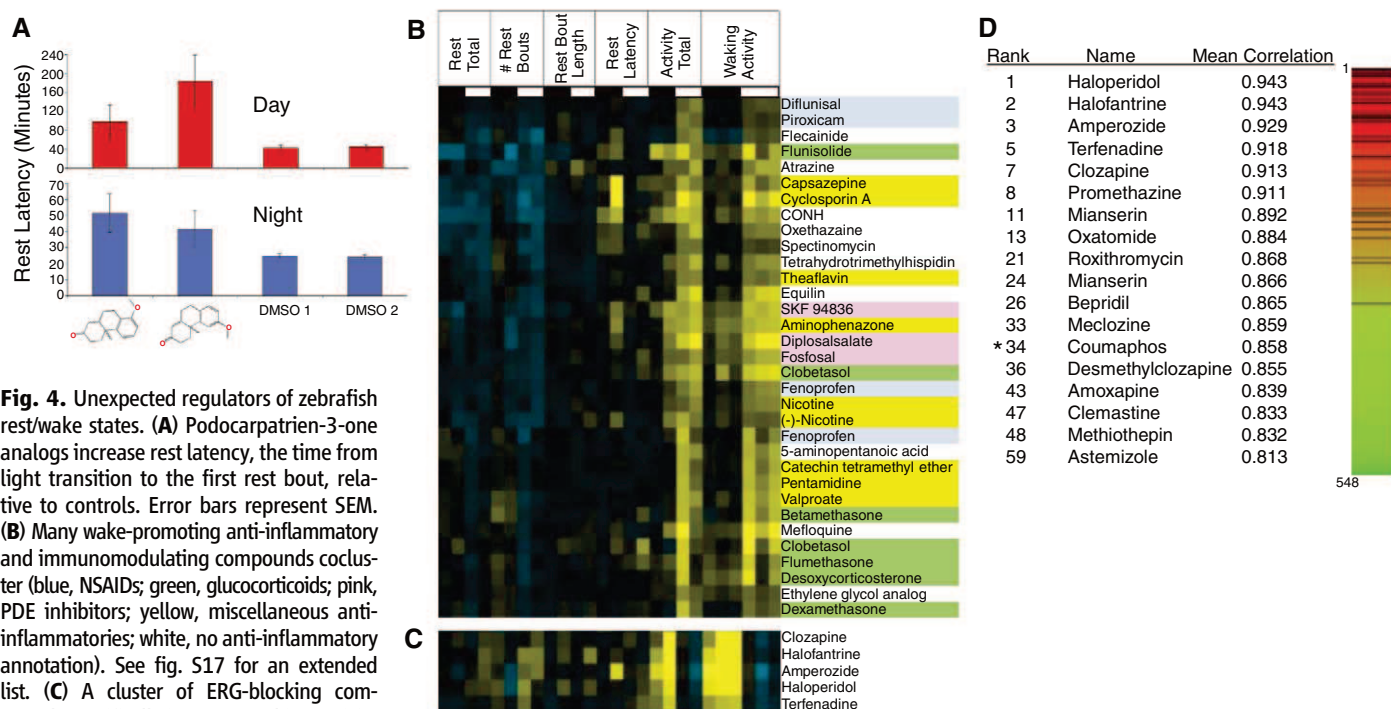 A
Rest Latency (Minutes)
240
200
160
120
80
40
0
Day
70
60
50
40
30
20
10
0
Night
DMSO 1
DMSO 2
Fig. 4. Unexpected regulators of zebrafish
rest/wake states. (A) Podocarpatrien-3-one
analogs increase rest latency, the time from
light transition to the first rest bout, rela-
tive to controls. Error bars represent SEM.
(B) Many wake-promoting anti-inflammatory
and immunomodulating compounds coclus-
ter (blue, NSAIDs; green, glucocorticoids; pink,
PDE inhibitors; yellow, miscellaneous anti-
inflammatories; white, no anti-inflammatory
annotation). See fig. S17 for an extended
list. (C) A cluster of ERG-blocking com-
B
Rest
Total
# Rest
Bouts
Rest Bout
Length
Rest
Latency
Activity
Total
Waking
Activity
Diflunisal
Piroxicam
Flecainide
Flunisolide
Atrazine
Capsazepine
Cyclosporin A
CONH
Oxethazaine
Spectinomycin
Tetrahydrotrimethylhispidin
Theaflavin
Equilin
SKF 94836
Aminophenazone
Diplosalsalate
Fosfosal
Clobetasol
Fenoprofen
Nicotine
(-)-Nicotine
Fenoprofen
5-aminopentanoic acid
Catechin tetramethyl ether
Pentamidine
Valproate
Betamethasone
Mefloquine
Clobetasol
Flumethasone
Desoxycorticosterone
Ethylene glycol analog
Dexamethasone
C
Clozapine
Halofantrine
Amperozide
Haloperidol
Terfenadine
D
Rank Name Mean Correlation
1 Haloperidol 0.943
2 Halofantrine 0.943
3 Amperozide 0.929
5 Terfenadine 0.918
7 Clozapine 0.913
8 Promethazine 0.911
11 Mianserin 0.892
13 Oxatomide 0.884
21 Roxithromycin 0.868
24 Mianserin 0.866
26 Bepridil 0.865
33 Meclozine 0.859
*34 Coumaphos 0.858
36 Desmethylclozapine 0.855
43 Amoxapine 0.839
47 Clemastine 0.833
48 Methiothepin 0.832
59 Astemizole 0.813
1
548